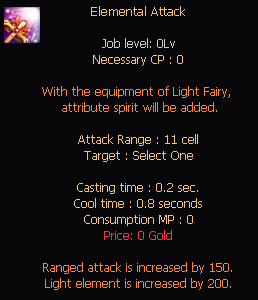 Elemental Attack
Job level: 0Lv
Necessary CP : 0
With the equipment of Light Fairy,
attribute spirit will be added.
Attack Range : 11 cell
Target : Select One
Casting time : 0.2 sec.
Cool time : 0.8 seconds
Consumption MP : 0
Price: 0 Gold
Ranged attack is increased by 150.
Light element is increased by 200.